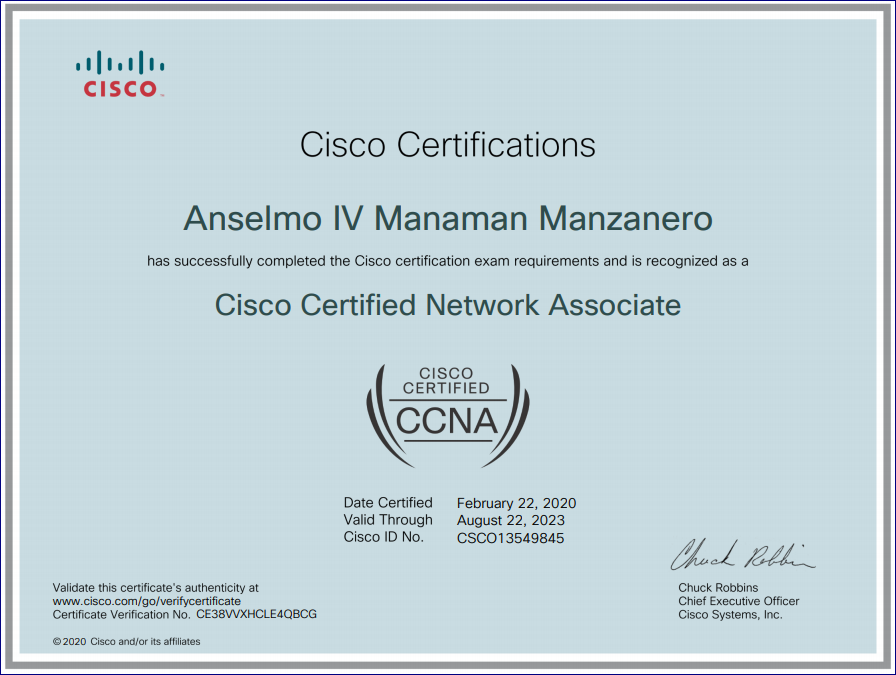 CISCO
Cisco Certifications
Anselmo IV Manaman Manzanero
has successfully completed the Cisco certification exam requirements and is recognized as a
Cisco Certified Network Associate
CISCO
CERTIFIED
CCNA
Date Certified February 22, 2020
Valid Through August 22, 2023
Cisco ID No. CSCO13549845
Chuck Robbins
Validate this certificate's authenticity at
www.cisco.com/go/verifycertificate
Certificate Verification No. CE38VVXHCLE4QBCG
Chuck Robbins
Chief Executive Officer
Cisco Systems, Inc.
© 2020 Cisco and/or its affiliates